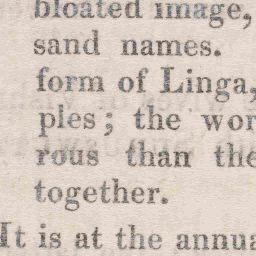 bloated image,
sand names.
form of Linga,
ples; the wor
rous than the
together.
It is at the annua